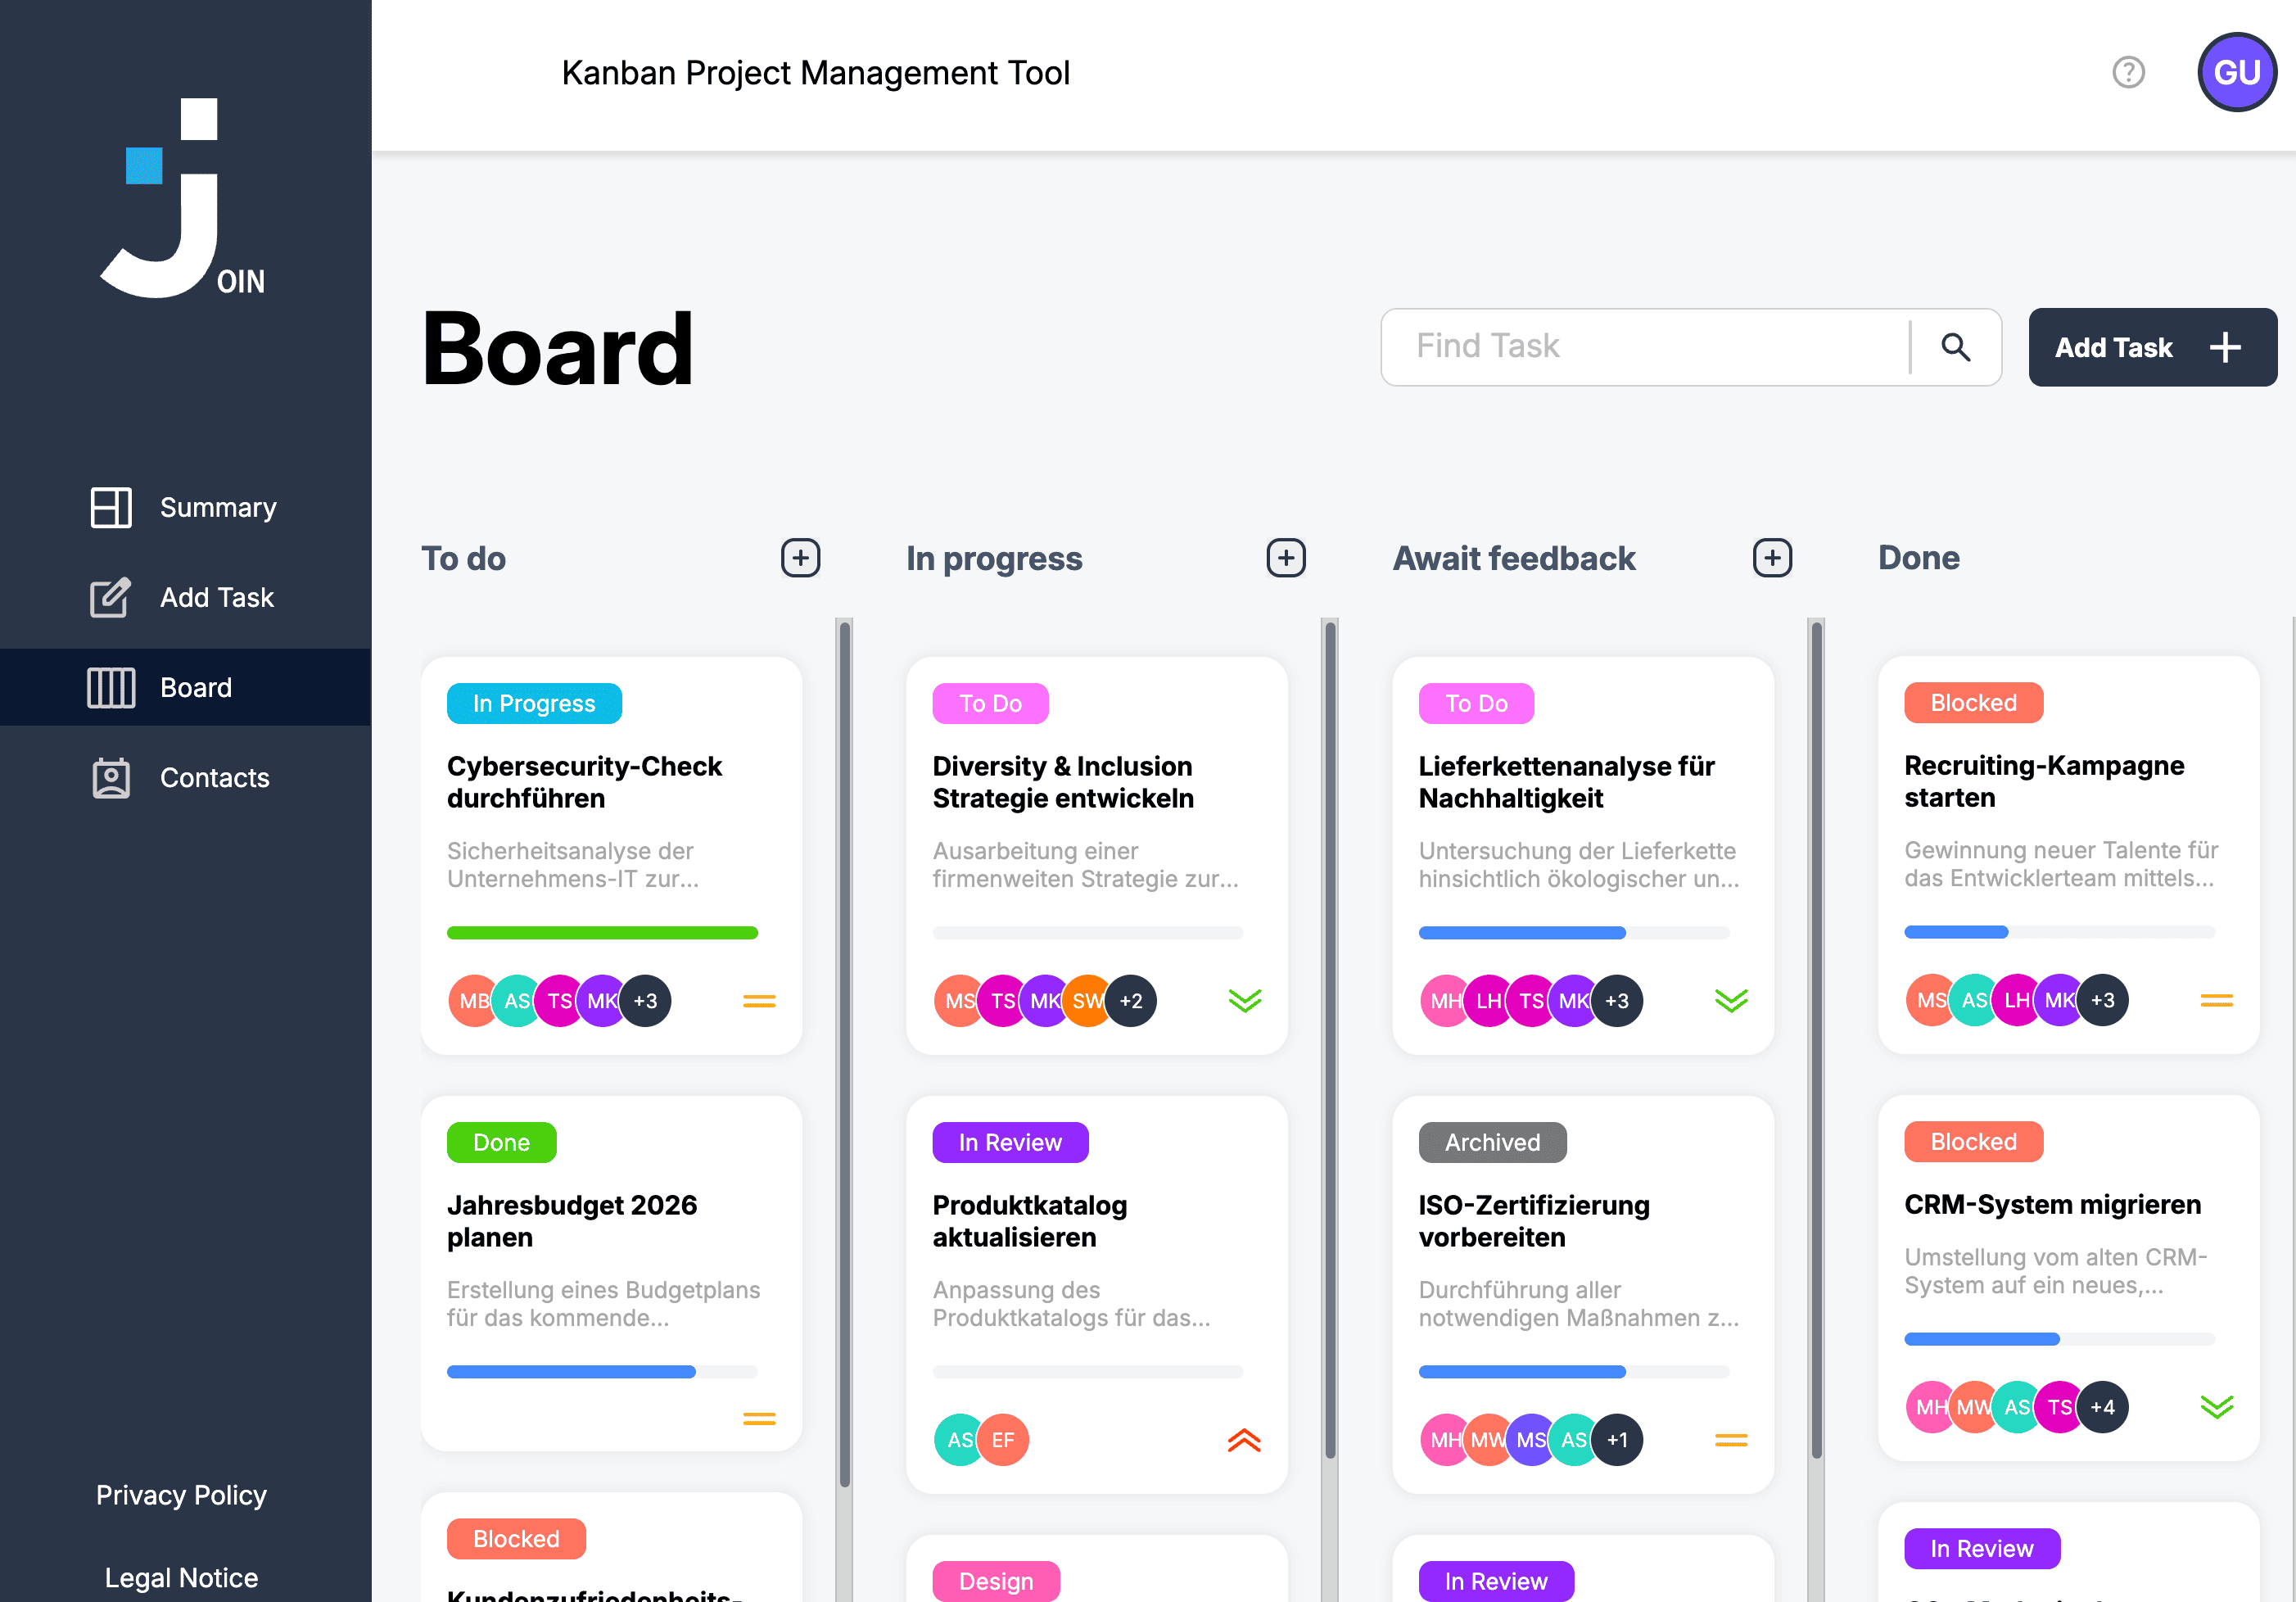 OIN
Summary
Add Task
Board
Contacts
Privacy Policy
Legal Notice
Kanban Project Management Tool
?
GU
Board
Find Task
Add Task
To do
In Progress
Cybersecurity-Check
durchführen
Sicherheitsanalyse der
Unternehmens-IT zur...
MB AS TS MK +3
Done
Jahresbudget 2026
planen
Erstellung eines Budgetplans
für das kommende...
Blocked
Kundenzufriedenheits-
In progress
To Do
Diversity & Inclusion
Strategie entwickeln
Ausarbeitung einer
firmenweiten Strategie zur...
MS TS MK SW +2
In Review
Produktkatalog
aktualisieren
Anpassung des
Produktkatalogs für das...
AS EF
Design
Await feedback
To Do
Lieferkettenanalyse für
Nachhaltigkeit
Untersuchung der Lieferkette
hinsichtlich ökologischer un...
MH LH TS MK +3
Archived
ISO-Zertifizierung
vorbereiten
Durchführung aller
notwendigen Maßnahmen z...
MH MW MS AS +1
In Review
Done
Blocked
Recruiting-Kampagne
starten
Gewinnung neuer Talente für
das Entwicklerteam mittels...
MS AS LH MK +3
Blocked
CRM-System migrieren
Umstellung vom alten CRM-
System auf ein neues,...
MH MW AS TS +4
In Review